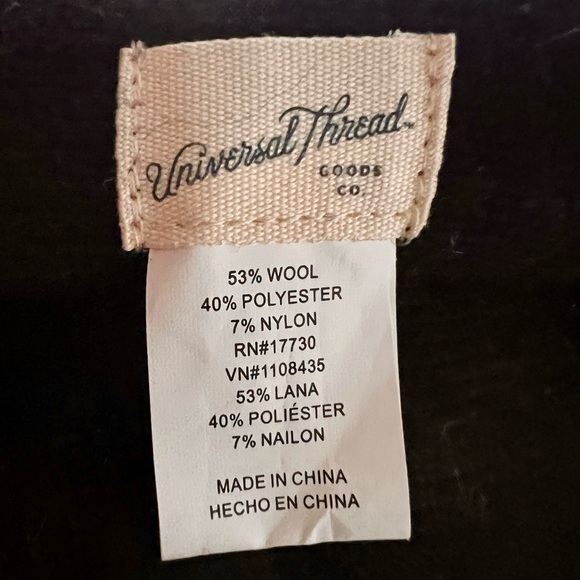 Universal Thread™
GOODS
CO.
53% WOOL
40% POLYESTER
7% NYLON
RN#17730
VN#1108435
53% LANA
40% POLIÉSTER
7% NAILON
MADE IN CHINA
HECHO EN CHINA